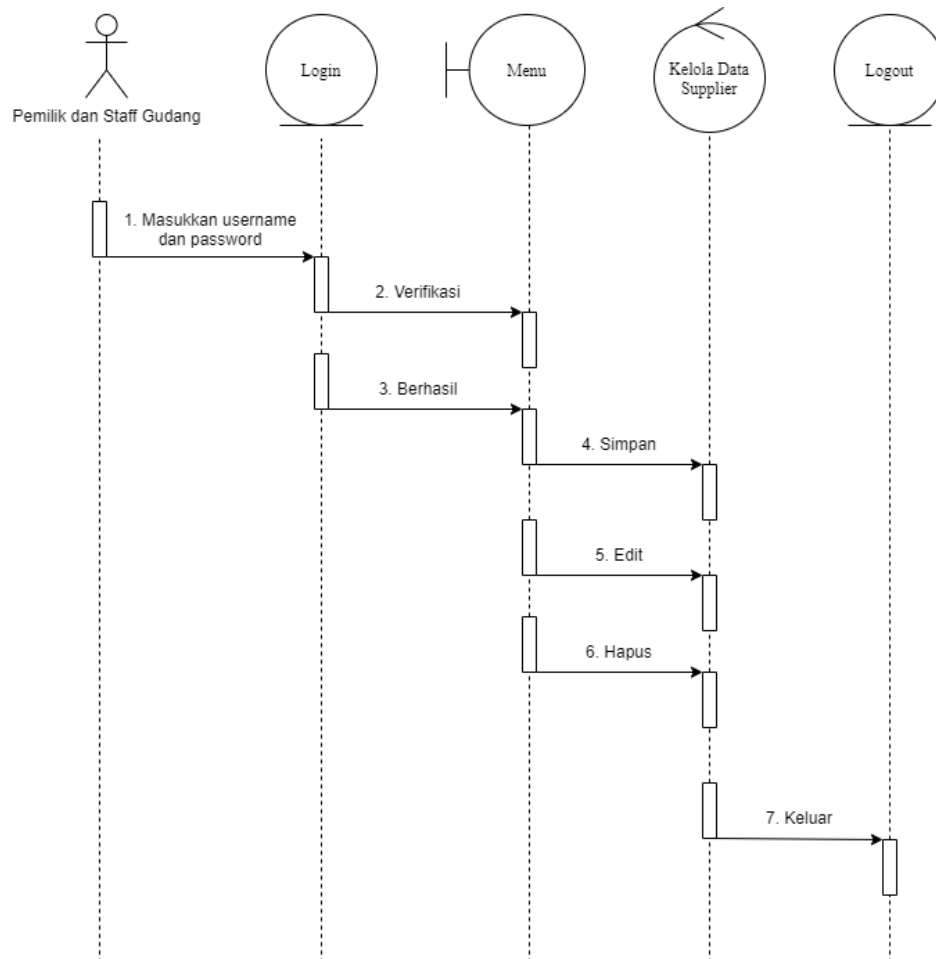 Pemilik dan Staff Gudang
Login
Menu
Kelola Data
Supplier
Logout
1. Masukkan username
dan password
2. Verifikasi
3. Berhasil
4. Simpan
5. Edit
6. Hapus
7. Keluar